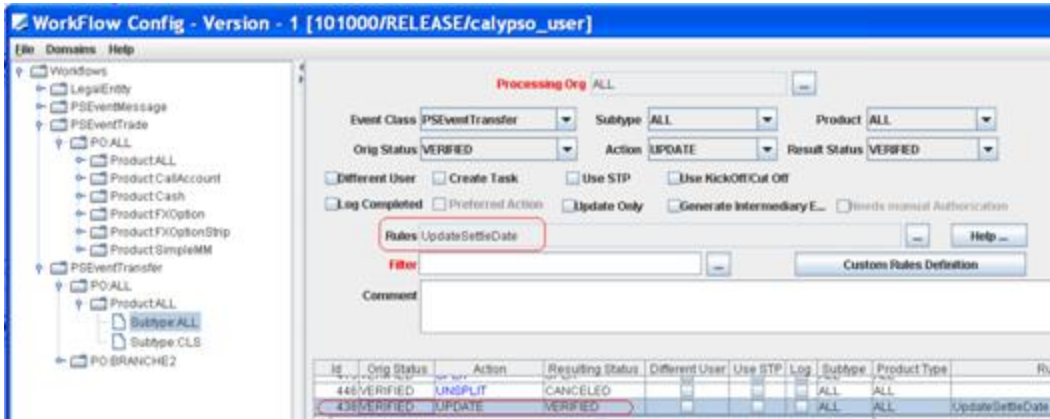 WorkFlow Config - Version - 1 [101000/RELEASE/calypso_user]
File Domains Help
Workflows
LegalEntity
PSEventMessage
PSEventTrade
PO:ALL
Product:ALL
Product:CallAccount
Product:Cash
Product:FXOption
Product:FXOptionStrip
Product:SimpleMM
PSEventTransfer
PO:ALL
Product:ALL
Subtype:ALL
Subtype:CLS
PO:BRANCHE2
Processing Org ALL ...
Event Class PSEventTransfer Subtype ALL Product ALL
Orig Status VERIFIED Action UPDATE Result Status VERIFIED
Different User Create Task Use STP Use KickOff/Cut Off
Log Completed Preferred Action Update Only Generate Intermediary E... Needs manual Authorization
Rules UpdateSettleDate ... Help ...
Filter ... Custom Rules Definition
Comment
Id Orig Status Action Resulting Status Different User Use STP Log Subtype Product Type Ru
446 VERIFIED UNSPLIT CANCELED ALL ALL
438 VERIFIED UPDATE VERIFIED ALL ALL UpdateSettleDate